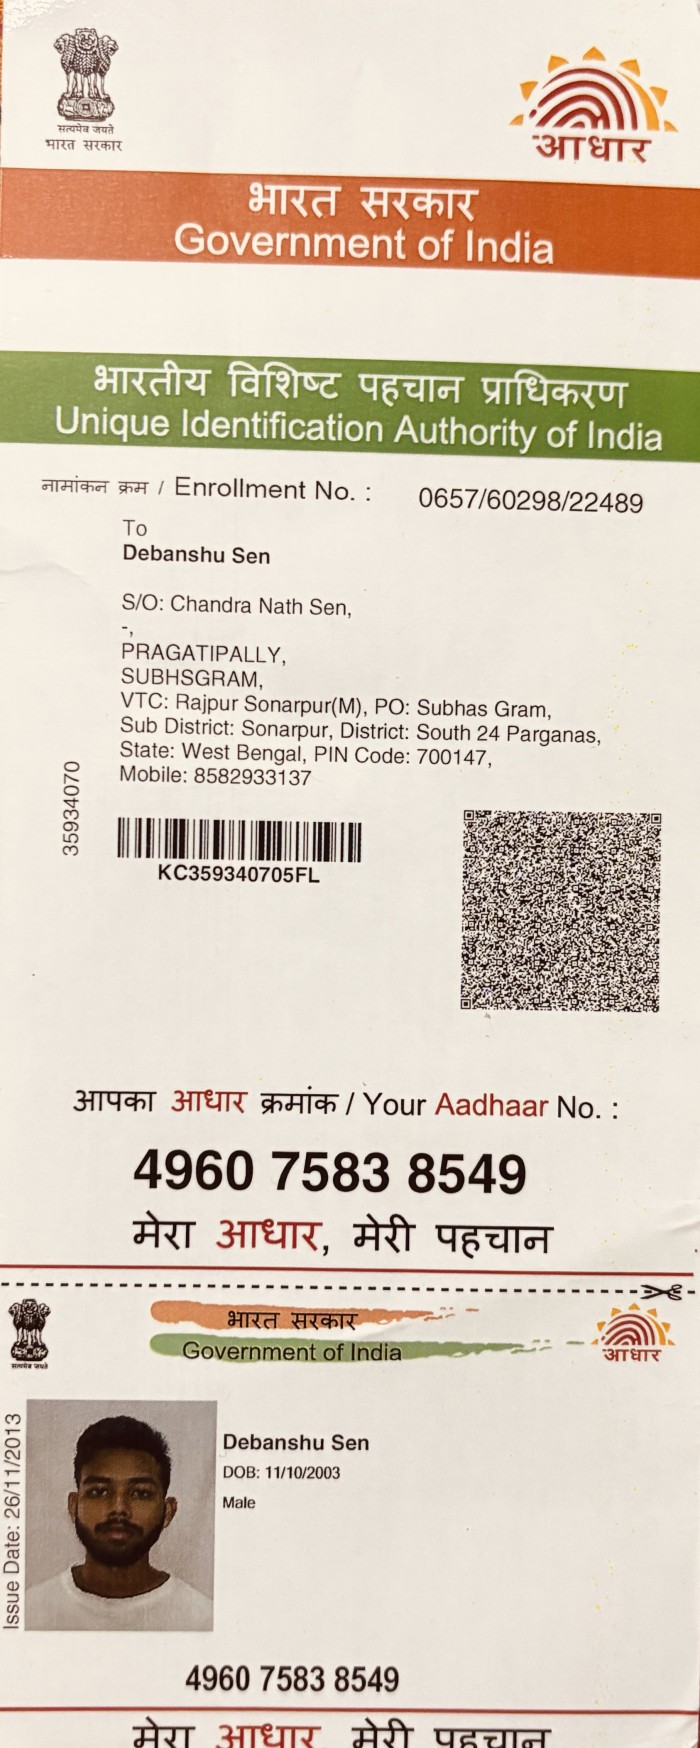 सत्यमेव जयते
भारत सरकार
आधार
भारत सरकार
Government of India
भारतीय विशिष्ट पहचान प्राधिकरण
Unique Identification Authority of India
नामांकन क्रम / Enrollment No. : 0657/60298/22489
To
Debanshu Sen
S/O: Chandra Nath Sen,
-,
PRAGATIPALLY,
SUBHSGRAM,
VTC: Rajpur Sonarpur(M), PO: Subhas Gram,
Sub District: Sonarpur, District: South 24 Parganas,
State: West Bengal, PIN Code: 700147,
Mobile: 8582933137
35934070
KC359340705FL
आपका आधार क्रमांक / Your Aadhaar No. :
4960 7583 8549
मेरा आधार, मेरी पहचान
सत्यमेव जयते
भारत सरकार
Government of India
आधार
Issue Date: 26/11/2013
Debanshu Sen
DOB: 11/10/2003
Male
4960 7583 8549
मेरा आधार, मेरी पहचान